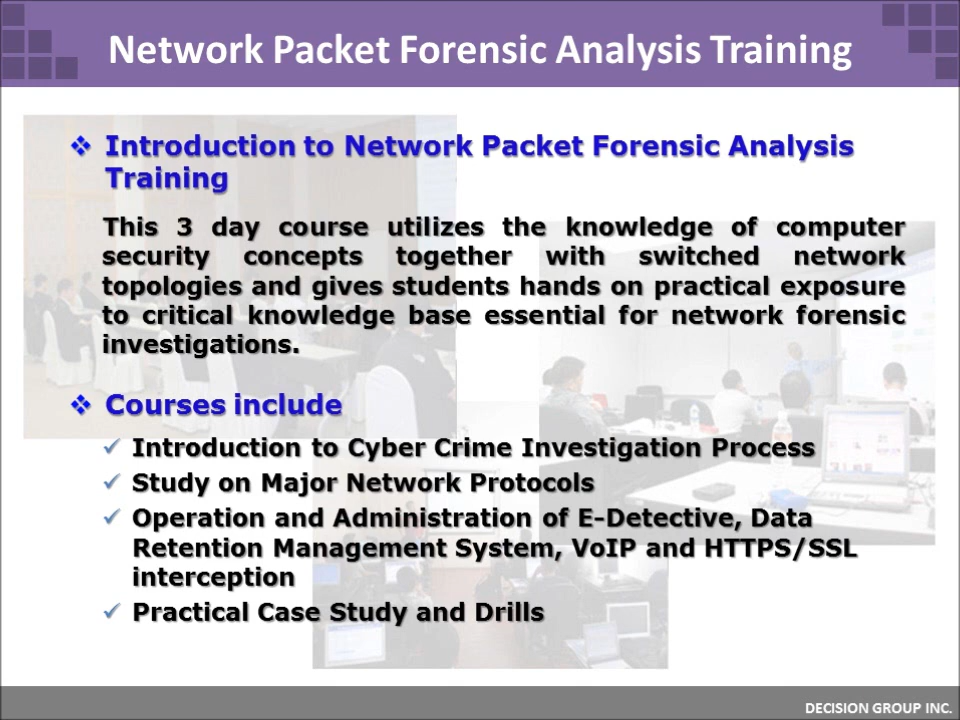 Network Packet Forensic Analysis Training
❖ Introduction to Network Packet Forensic Analysis
Training
This 3 day course utilizes the knowledge of computer
security concepts together with switched network
topologies and gives students hands on practical exposure
to critical knowledge base essential for network forensic
investigations.
❖ Courses include
✓ Introduction to Cyber Crime Investigation Process
✓ Study on Major Network Protocols
✓ Operation and Administration of E-Detective, Data
Retention Management System, VoIP and HTTPS/SSL
interception
✓ Practical Case Study and Drills
DECISION GROUP INC.